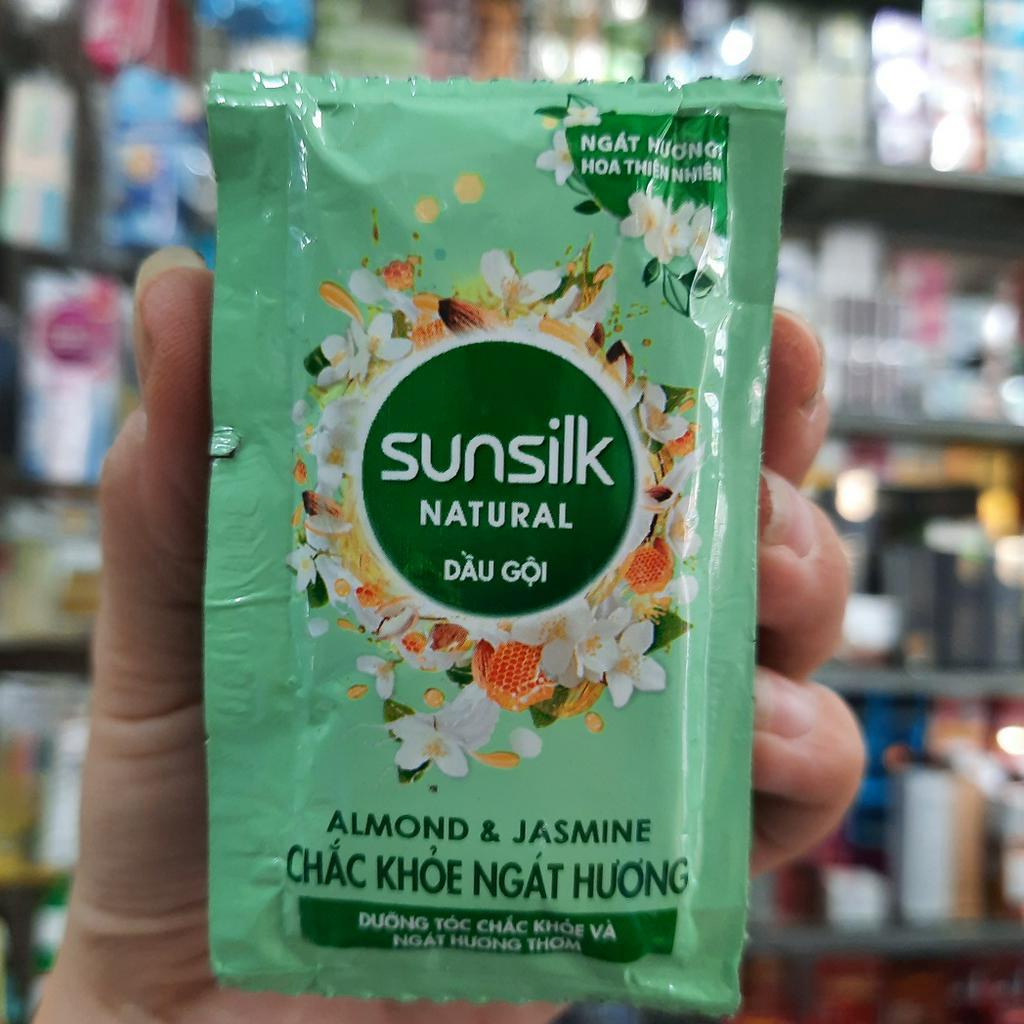 NGÁT HƯƠNG
HOA THIÊN NHIÊN
sunsilk
NATURAL
DẦU GỘI
ALMOND & JASMINE
CHẮC KHỎE NGÁT HƯƠNG
DƯỠNG TÓC CHẮC KHỎE VÀ
NGÁT HƯƠNG THƠM